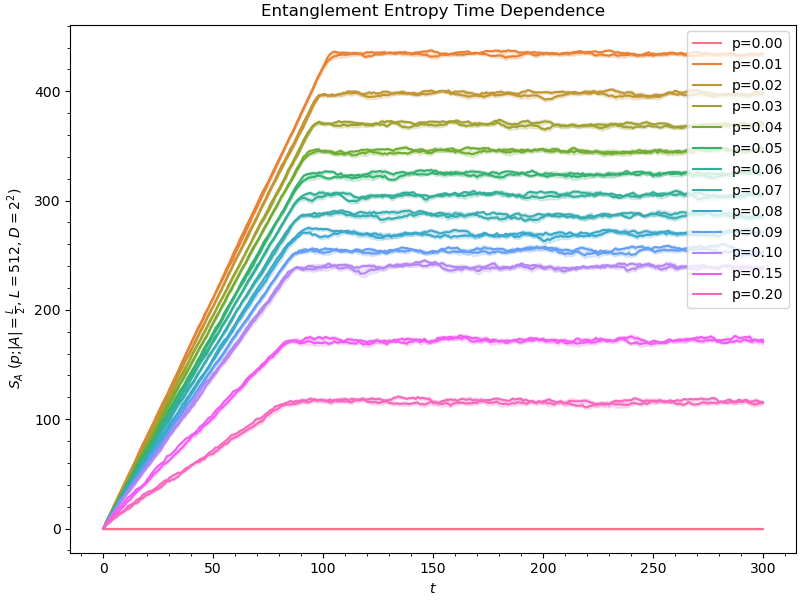 Entanglement Entropy Time Dependence
S_A (p;|A| = L/2, L = 512, D = 2²)
400
300
200
100
0
0 50 100 150 200 250 300
t
p=0.00
p=0.01
p=0.02
p=0.03
p=0.04
p=0.05
p=0.06
p=0.07
p=0.08
p=0.09
p=0.10
p=0.15
p=0.20